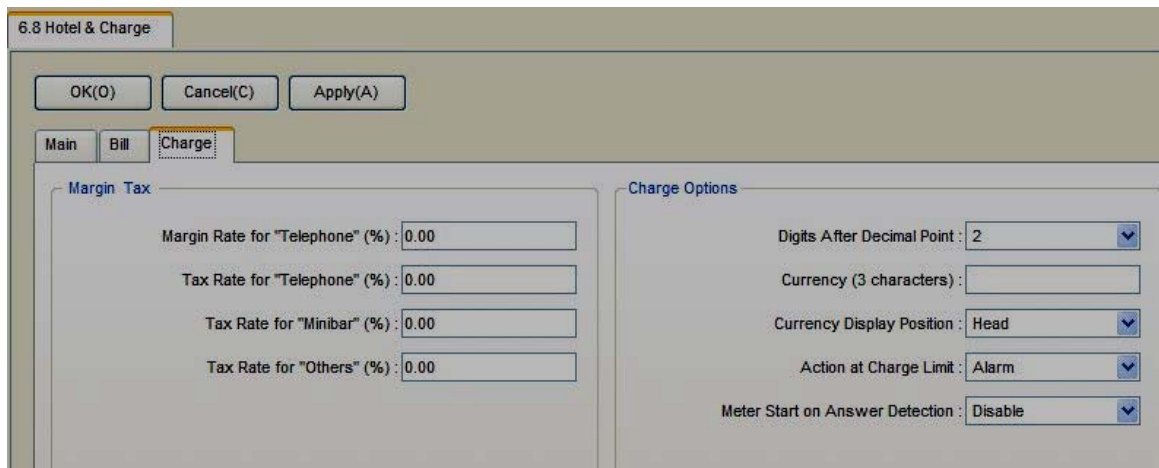 6.8 Hotel & Charge
OK(O) Cancel(C) Apply(A)
Main Bill Charge
Margin Tax
Margin Rate for "Telephone" (%) : 0.00
Tax Rate for "Telephone" (%) : 0.00
Tax Rate for "Minibar" (%) : 0.00
Tax Rate for "Others" (%) : 0.00
Charge Options
Digits After Decimal Point : 2
Currency (3 characters) :
Currency Display Position : Head
Action at Charge Limit : Alarm
Meter Start on Answer Detection : Disable